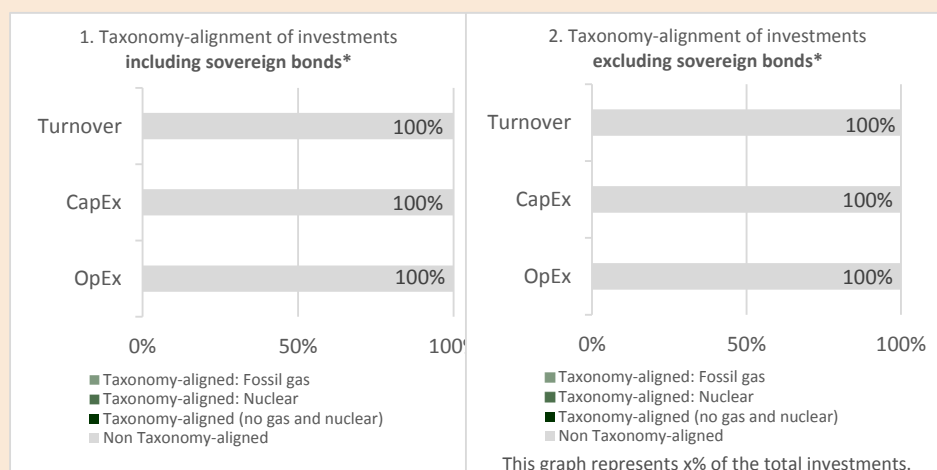 1. Taxonomy-alignment of investments
including sovereign bonds*
Turnover
100%
CapEx
100%
OpEx
100%
0%
50%
100%
Taxonomy-aligned: Fossil gas
Taxonomy-aligned: Nuclear
Taxonomy-aligned (no gas and nuclear)
Non Taxonomy-aligned
2. Taxonomy-alignment of investments
excluding sovereign bonds*
Turnover
100%
CapEx
100%
OpEx
100%
0%
50%
100%
Taxonomy-aligned: Fossil gas
Taxonomy-aligned: Nuclear
Taxonomy-aligned (no gas and nuclear)
Non Taxonomy-aligned
This graph represents x% of the total investments.